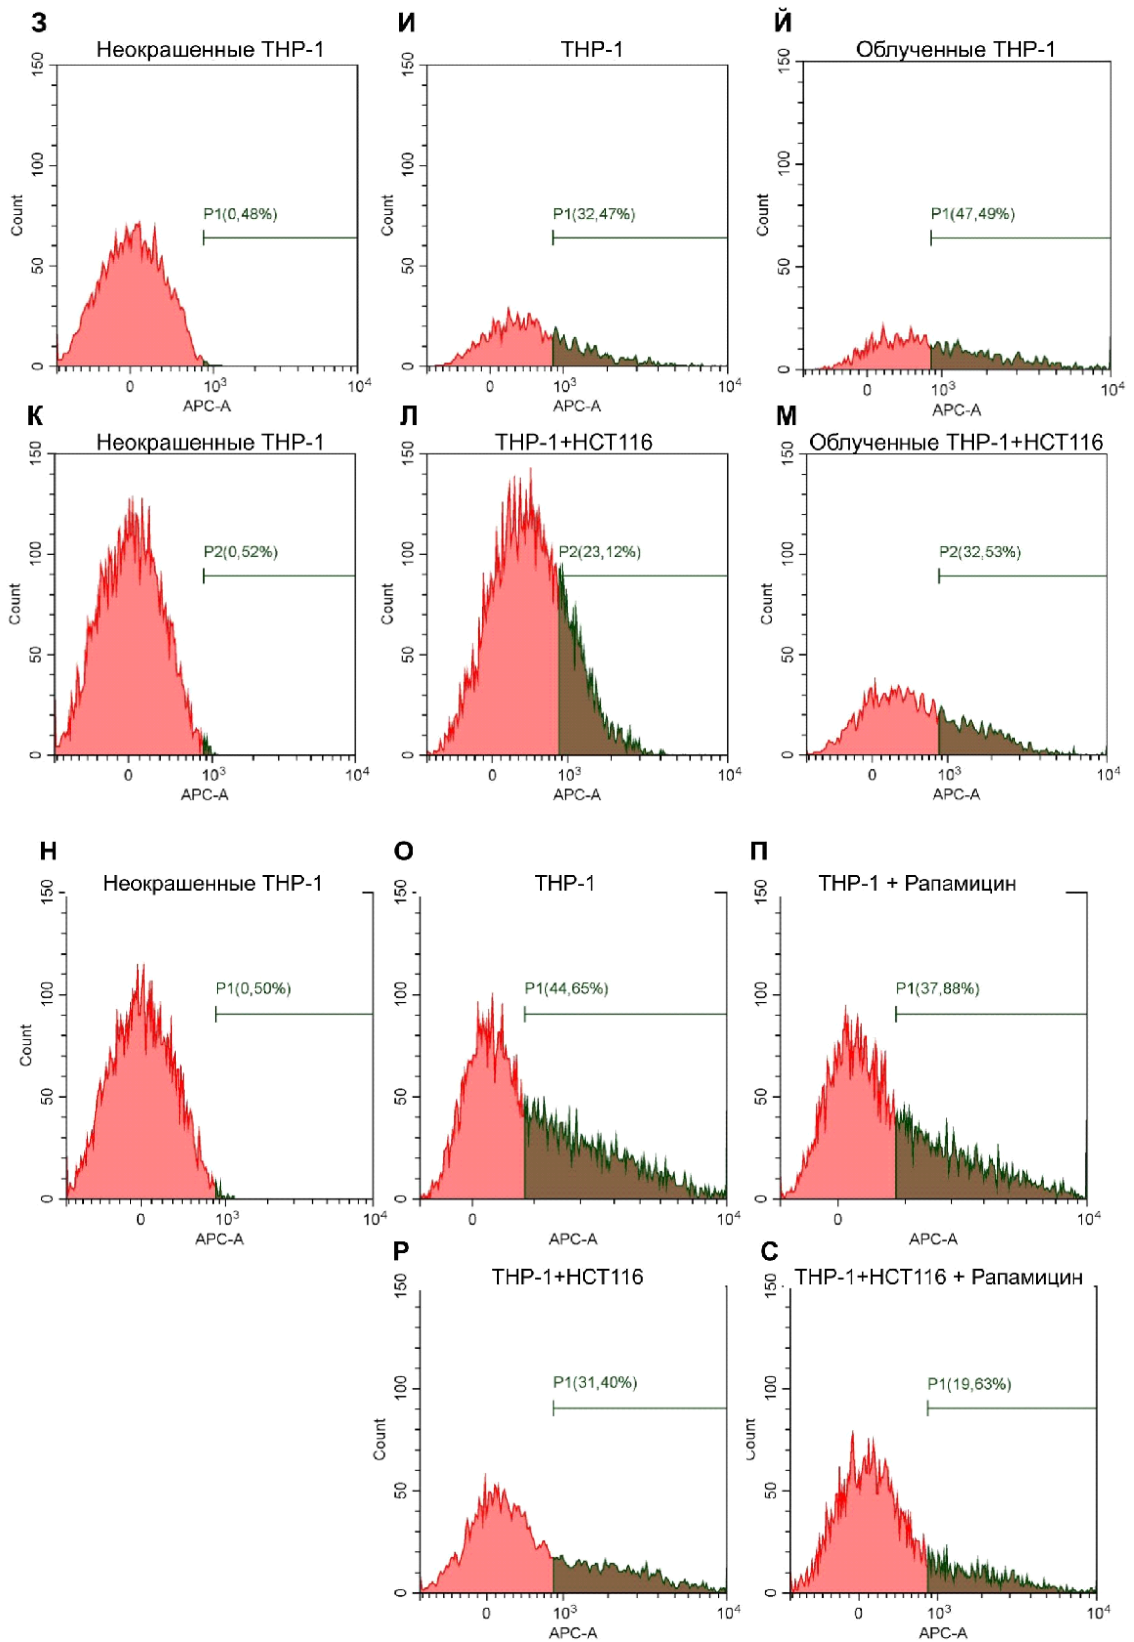 З
Неокрашенные THP-1
150
100
50
0
Count
P1(0,48%)
0
10³
10⁴
APC-A
И
THP-1
150
100
50
0
Count
P1(32,47%)
0
10³
10⁴
APC-A
Й
Облученные THP-1
150
100
50
0
Count
P1(47,49%)
0
10³
10⁴
APC-A
К
Неокрашенные THP-1
150
100
50
0
Count
P2(0,52%)
0
10³
10⁴
APC-A
Л
THP-1+HCT116
150
100
50
0
Count
P2(23,12%)
0
10³
10⁴
APC-A
М
Облученные THP-1+HCT116
150
100
50
0
Count
P2(32,53%)
0
10³
10⁴
APC-A
Н
Неокрашенные THP-1
150
100
50
0
Count
P1(0,50%)
0
10³
10⁴
APC-A
О
THP-1
150
100
50
0
P1(44,65%)
0
10⁴
APC-A
П
THP-1 + Рапамицин
150
100
50
0
P1(37,88%)
0
10⁴
APC-A
Р
THP-1+HCT116
150
100
50
0
Count
P1(31,40%)
0
10³
10⁴
APC-A
С
THP-1+HCT116 + Рапамицин
150
100
50
0
Count
P1(19,63%)
0
10³
10⁴
APC-A